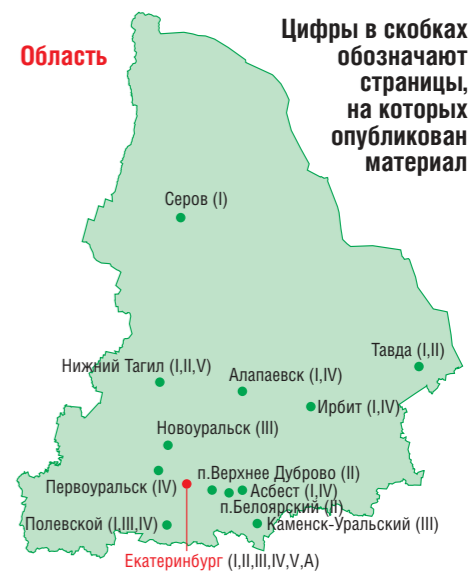 Область
Цифры в скобках
обозначают
страницы,
на которых
опубликован
материал
Серов (I)
Тавда (I,II)
Нижний Тагил (I,II,V)
Алапаевск (I,IV)
Ирбит (I,IV)
Новоуральск (III)
п.Верхнее Дуброво (II)
Первоуральск (IV)
Асбест (I,IV)
п.Белоярский (II)
Полевской (I,III,IV)
Каменск-Уральский (III)
Екатеринбург (I,II,III,IV,V,А)